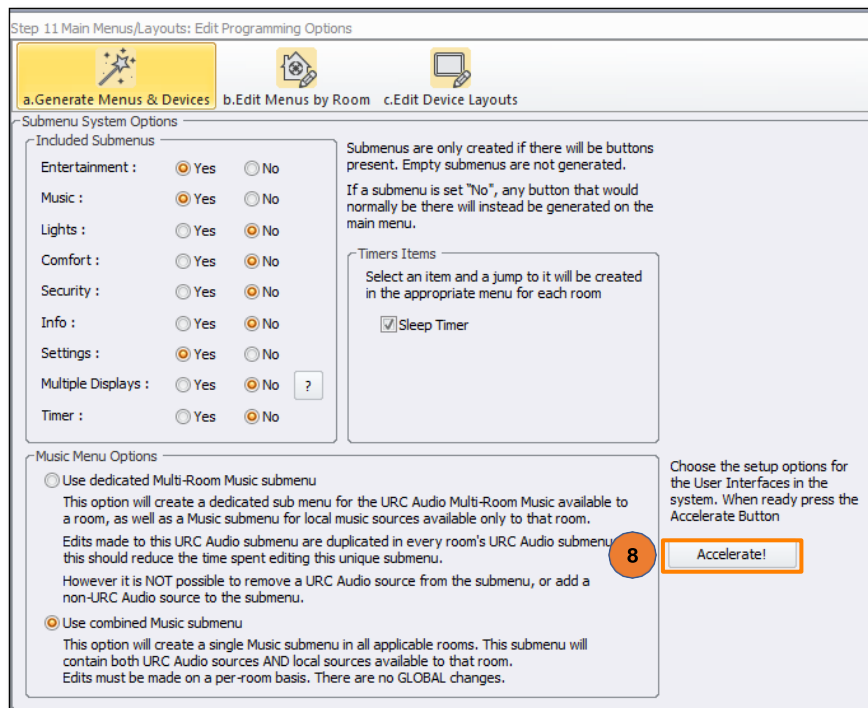 Step 11 Main Menus/Layouts: Edit Programming Options
a.Generate Menus & Devices b.Edit Menus by Room c.Edit Device Layouts
Submenu System Options
Included Submenus
Entertainment : Yes No
Music : Yes No
Lights : Yes No
Comfort : Yes No
Security : Yes No
Info : Yes No
Settings : Yes No
Multiple Displays : Yes No ?
Timer : Yes No
Submenus are only created if there will be buttons
present. Empty submenus are not generated.
If a submenu is set "No", any button that would
normally be there will instead be generated on the
main menu.
Timers Items
Select an item and a jump to it will be created
in the appropriate menu for each room
Sleep Timer
Music Menu Options
Use dedicated Multi-Room Music submenu
This option will create a dedicated sub menu for the URC Audio Multi-Room Music available to
a room, as well as a Music submenu for local music sources available only to that room.
Edits made to this URC Audio submenu are duplicated in every room's URC Audio submenu
this should reduce the time spent editing this unique submenu.
However it is NOT possible to remove a URC Audio source from the submenu, or add a
non-URC Audio source to the submenu.
Use combined Music submenu
This option will create a single Music submenu in all applicable rooms. This submenu will
contain both URC Audio sources AND local sources available to that room.
Edits must be made on a per-room basis. There are no GLOBAL changes.
Choose the setup options for
the User Interfaces in the
system. When ready press the
Accelerate Button
8 Accelerate!